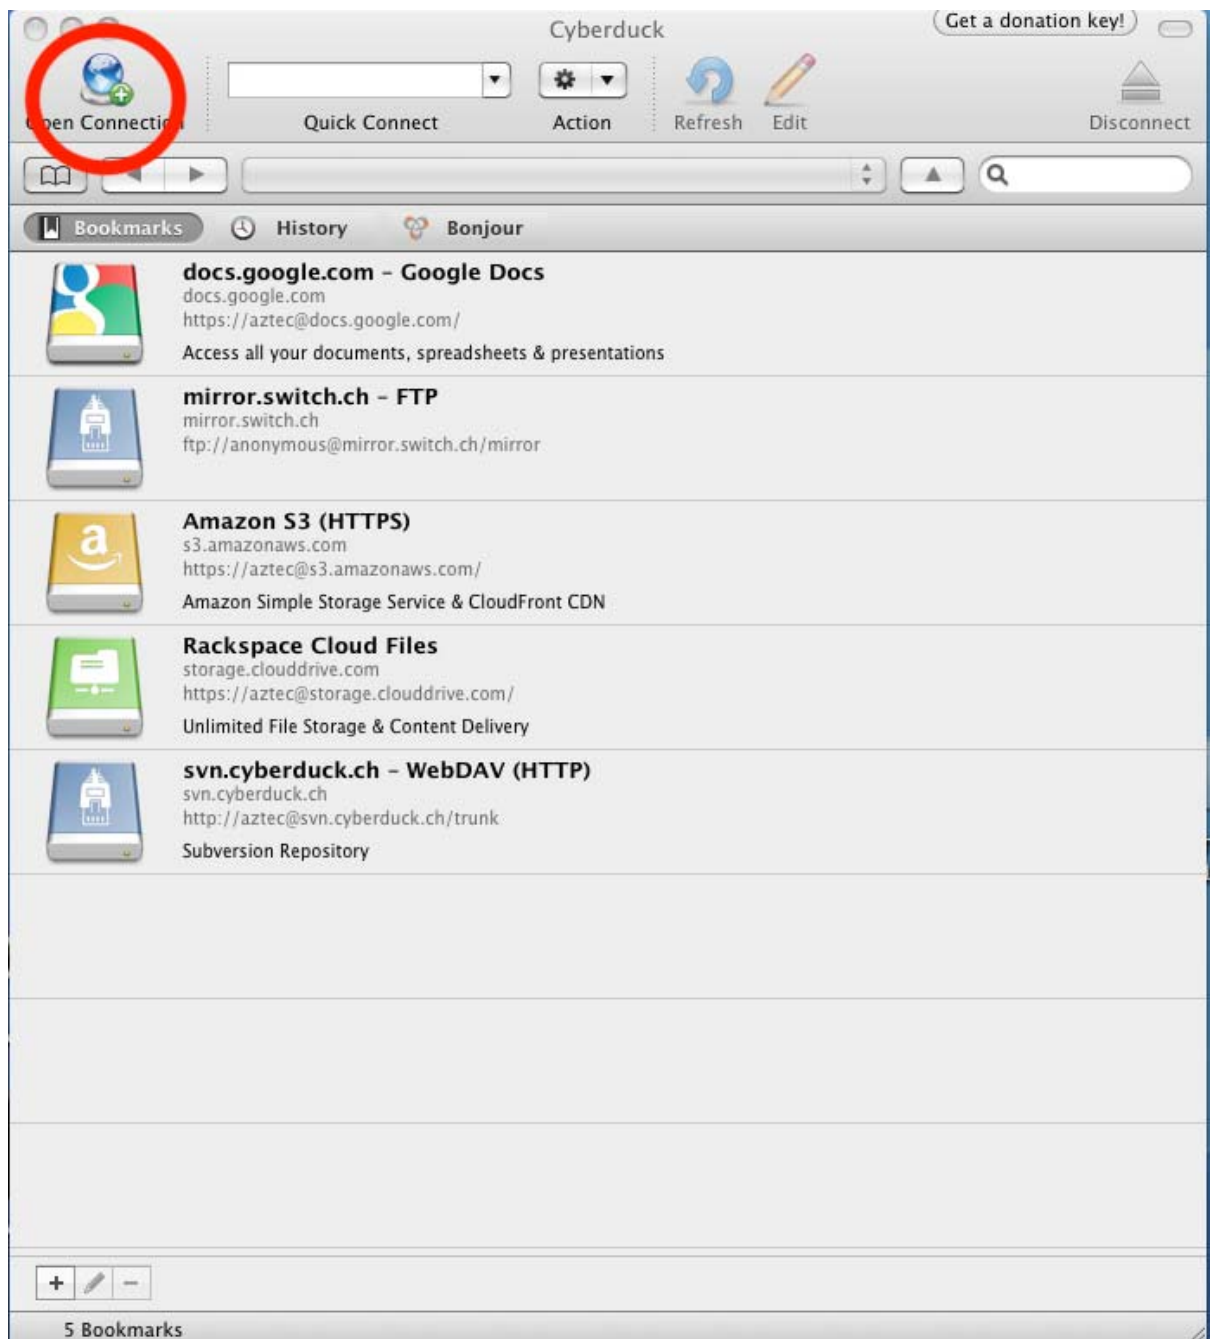 Cyberduck
Get a donation key!
Open Connection
Quick Connect
Action
Refresh
Edit
Disconnect
Bookmarks
History
Bonjour
docs.google.com – Google Docs
docs.google.com
https://aztec@docs.google.com/
Access all your documents, spreadsheets & presentations
mirror.switch.ch – FTP
mirror.switch.ch
ftp://anonymous@mirror.switch.ch/mirror
a
Amazon S3 (HTTPS)
s3.amazonaws.com
https://aztec@s3.amazonaws.com/
Amazon Simple Storage Service & CloudFront CDN
Rackspace Cloud Files
storage.clouddrive.com
https://aztec@storage.clouddrive.com/
Unlimited File Storage & Content Delivery
svn.cyberduck.ch – WebDAV (HTTP)
svn.cyberduck.ch
http://aztec@svn.cyberduck.ch/trunk
Subversion Repository
5 Bookmarks